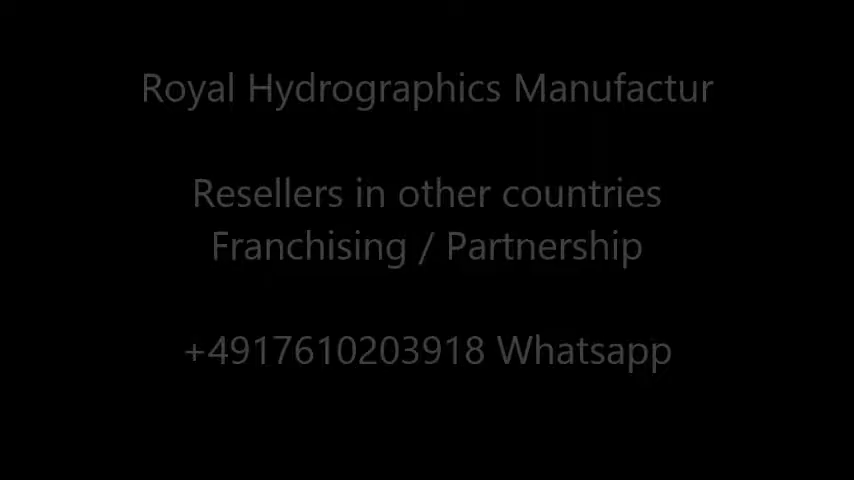 Royal Hydrographics Manufactur
Resellers in other countries
Franchising / Partnership
+4917610203918 Whatsapp